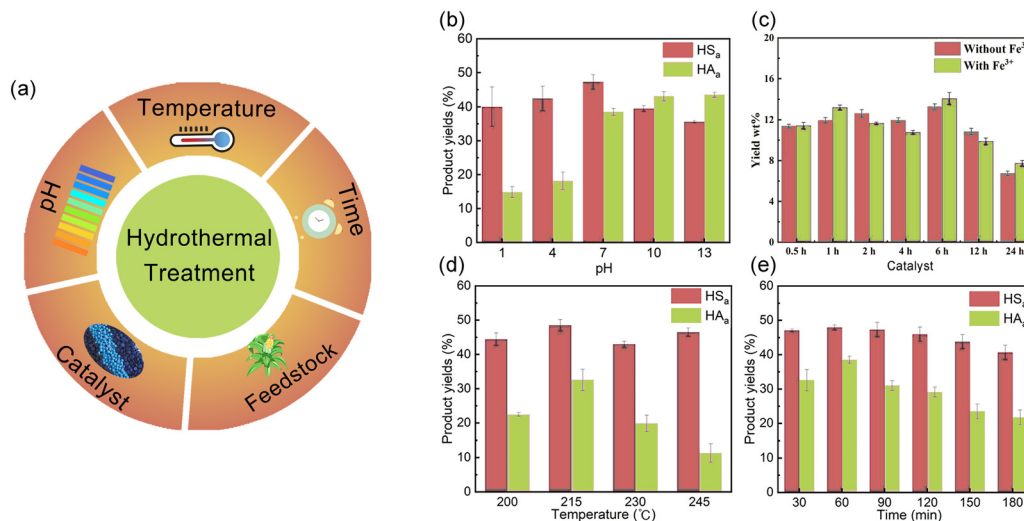 (a)
Temperature
Time
Feedstock
Catalyst
pH
Hydrothermal
Treatment
(b)
Product yields (%)
60
50
40
30
20
10
0
HSa
HAa
1 4 7 10 13
pH
(c)
Yield wt%
20
16
12
8
4
0
Without Fe3
With Fe3+
0.5 h 1 h 2 h 4 h 6 h 12 h 24 h
Catalyst
(d)
Product yields (%)
60
50
40
30
20
10
0
HSa
HAa
200 215 230 245
Temperature (℃)
(e)
Product yields (%)
60
50
40
30
20
10
0
HSa
HAa
30 60 90 120 150 180
Time (min)